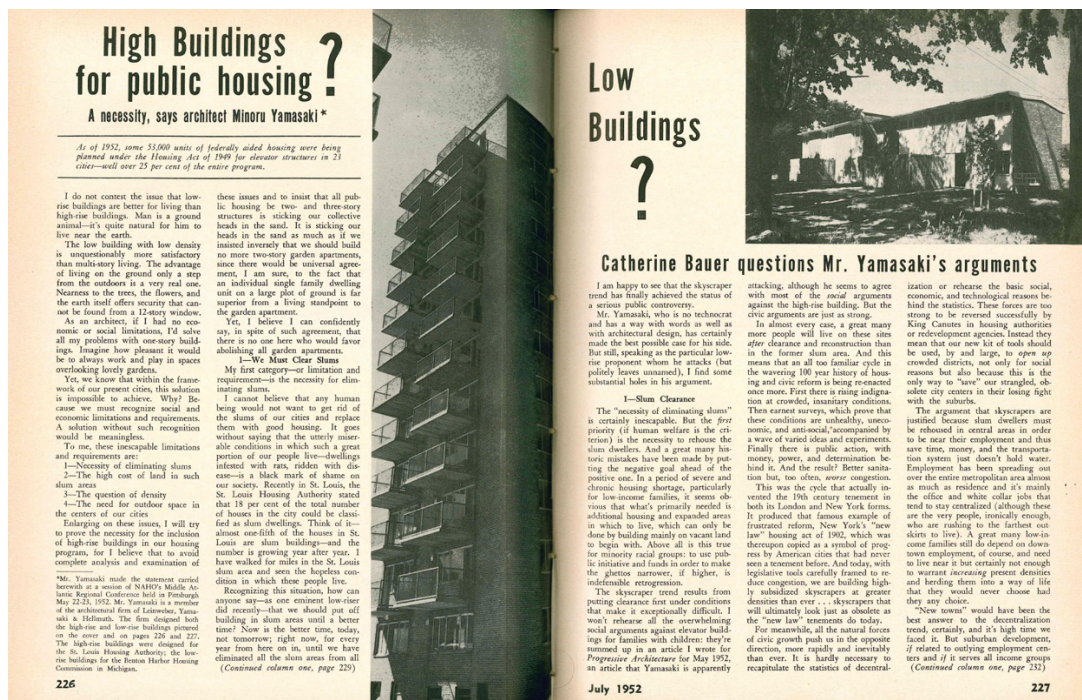 High Buildings
for public housing ?
A necessity, says architect Minoru Yamasaki*
As of 1952, some 53,000 units of federally aided housing were being
planned under the Housing Act of 1949 for elevator structures in 23
cities—well over 25 per cent of the entire program.
I do not contest the issue that low-
rise buildings are better for living than
high-rise buildings. Man is a ground
animal—it's quite natural for him to
live near the earth.
The low building with low density
is unquestionably more satisfactory
than multi-story living. The advantage
of living on the ground only a step
from the outdoors is a very real one.
Nearness to the trees, the flowers, and
the earth itself offers security that can-
not be found from a 12-story window.
As an architect, if I had no eco-
nomic or social limitations, I'd solve
all my problems with one-story build-
ings. Imagine how pleasant it would
be to always work and play in spaces
overlooking lovely gardens.
Yet, we know that within the frame-
work of our present cities, this solution
is impossible to achieve. Why? Be-
cause we must recognize social and
economic limitations and requirements.
A solution without such recognition
would be meaningless.
To me, these inescapable limitations
and requirements are:
1—Necessity of eliminating slums
2—The high cost of land in such
slum areas
3—The question of density
4—The need for outdoor space in
the centers of our cities
Enlarging on these issues, I will try
to prove the necessity for the inclusion
of high-rise buildings in our housing
program, for I believe that to avoid
complete analysis and examination of
*Mr. Yamasaki made the statement carried
herewith at a session of NAHO's Middle At-
lantic Regional Conference held in Pittsburgh
May 22-23, 1952. Mr. Yamasaki is a member
of the architectural firm of Leinweber, Yama-
saki & Hellmuth. The firm designed both
the high-rise and low-rise buildings pictured
on the cover and on pages 226 and 227.
The high-rise buildings were designed for
the St. Louis Housing Authority; the low-
rise buildings for the Benton Harbor Housing
Commission in Michigan.
226
these issues and to insist that all pub-
lic housing be two- and three-story
structures is sticking our collective
heads in the sand. It is sticking our
heads in the sand as much as if we
insisted inversely that we should build
no more two-story garden apartments,
since there would be universal agree-
ment, I am sure, to the fact that
an individual single family dwelling
unit on a large plot of ground is far
superior from a living standpoint to
the garden apartment.
Yet, I believe I can confidently
say, in spite of such agreement, that
there is no one here who would favor
abolishing all garden apartments.
1—We Must Clear Slums
My first category—or limitation and
requirement—is the necessity for elim-
inating slums.
I cannot believe that any human
being would not want to get rid of
the slums of our cities and replace
them with good housing. It goes
without saying that the utterly miser-
able conditions in which such a great
portion of our people live—dwellings
infested with rats, ridden with dis-
ease—is a black mark of shame on
our society. Recently in St. Louis, the
St. Louis Housing Authority stated
that 18 per cent of the total number
of houses in the city could be classi-
fied as slum dwellings. Think of it—
almost one-fifth of the houses in St.
Louis are slum buildings—and the
number is growing year after year. I
have walked for miles in the St. Louis
slum area and seen the hopeless con-
dition in which these people live.
Recognizing this situation, how can
anyone say—as one eminent low-riser
did recently—that we should put off
building in slum areas until a better
time? Now is the better time, today,
not tomorrow; right now, for every
year from here on in, until we have
eliminated all the slum areas from all
(Continued column one, page 229)
Low
Buildings
?
Catherine Bauer questions Mr. Yamasaki's arguments
I am happy to see that the skyscraper
trend has finally achieved the status of
a serious public controversy.
Mr. Yamasaki, who is no technocrat
and has a way with words as well as
with architectural design, has certainly
made the best possible case for his side.
But still, speaking as the particular low-
rise proponent whom he attacks (but
politely leaves unnamed), I find some
substantial holes in his argument.
1—Slum Clearance
The "necessity of eliminating slums"
is certainly inescapable. But the first
priority (if human welfare is the cri-
terion) is the necessity to rehouse the
slum dwellers. And a great many his-
toric mistakes have been made by put-
ting the negative goal ahead of the
positive one. In a period of severe and
chronic housing shortage, particularly
for low-income families, it seems ob-
vious that what's primarily needed is
additional housing and expanded areas
in which to live, which can only be
done by building mainly on vacant land
to begin with. Above all is this true
for minority racial groups: to use pub-
lic initiative and funds in order to make
the ghettos narrower, if higher, is
indefensible retrogression.
The skyscraper trend results from
putting clearance first under conditions
that make it exceptionally difficult. I
won't rehearse all the overwhelming
social arguments against elevator build-
ings for families with children: they're
summed up in an article I wrote for
Progressive Architecture for May 1952,
an article that Yamasaki is apparently
July 1952
attacking, although he seems to agree
with most of the social arguments
against the high-rise building. But the
civic arguments are just as strong.
In almost every case, a great many
more people will live on these sites
after clearance and reconstruction than
in the former slum area. And this
means that an all too familiar cycle in
the wavering 100 year history of hous-
ing and civic reform is being re-enacted
once more. First there is rising indigna-
tion at crowded, insanitary conditions.
Then earnest surveys, which prove that
these conditions are unhealthy, uneco-
nomic, and anti-social, accompanied by
a wave of varied ideas and experiments.
Finally there is public action, with
money, power, and determination be-
hind it. And the result? Better sanita-
tion but, too often, worse congestion.
This was the cycle that actually in-
vented the 19th century tenement in
both its London and New York forms.
It produced that famous example of
frustrated reform, New York's "new
law" housing act of 1902, which was
thereupon copied as a symbol of prog-
ress by American cities that had never
seen a tenement before. And today, with
legislative tools carefully framed to re-
duce congestion, we are building high-
ly subsidized skyscrapers at greater
densities than ever . . . skyscrapers that
will ultimately look just as obsolete as
the "new law" tenements do today.
For meanwhile, all the natural forces
of civic growth push us in the opposite
direction, more rapidly and inevitably
than ever. It is hardly necessary to
recapitulate the statistics of decentral-
ization or rehearse the basic social,
economic, and technological reasons be-
hind the statistics. These forces are too
strong to be reversed successfully by
King Canutes in housing authorities
or redevelopment agencies. Instead they
mean that our new kit of tools should
be used, by and large, to open up
crowded districts, not only for social
reasons but also because this is the
only way to "save" our strangled, ob-
solete city centers in their losing fight
with the suburbs.
The argument that skyscrapers are
justified because slum dwellers must
be rehoused in central areas in order
to be near their employment and thus
save time, money, and the transporta-
tion system just doesn't hold water.
Employment has been spreading out
over the entire metropolitan area almost
as much as residence and it's mainly
the office and white collar jobs that
tend to stay centralized (although these
are the very people, ironically enough,
who are rushing to the farthest out-
skirts to live). A great many low-in-
come families still do depend on down-
town employment, of course, and need
to live near it but certainly not enough
to warrant increasing present densities
and herding them into a way of life
that they would never choose had
they any choice.
"New towns" would have been the
best answer to the decentralization
trend, certainly, and it's high time we
faced it. But suburban development,
if related to outlying employment cen-
ters and if it serves all income groups
(Continued column one, page 232)
227